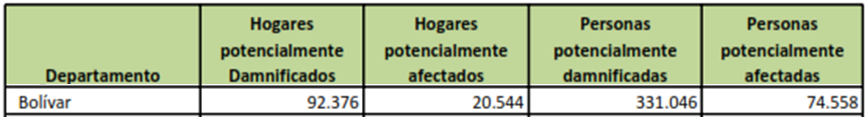 Hogares Hogares Personas Personas
potencialmente potencialmente potencialmente potencialmente
Departamento Damnificados afectados damnificadas afectadas
Bolívar 92.376 20.544 331.046 74.558